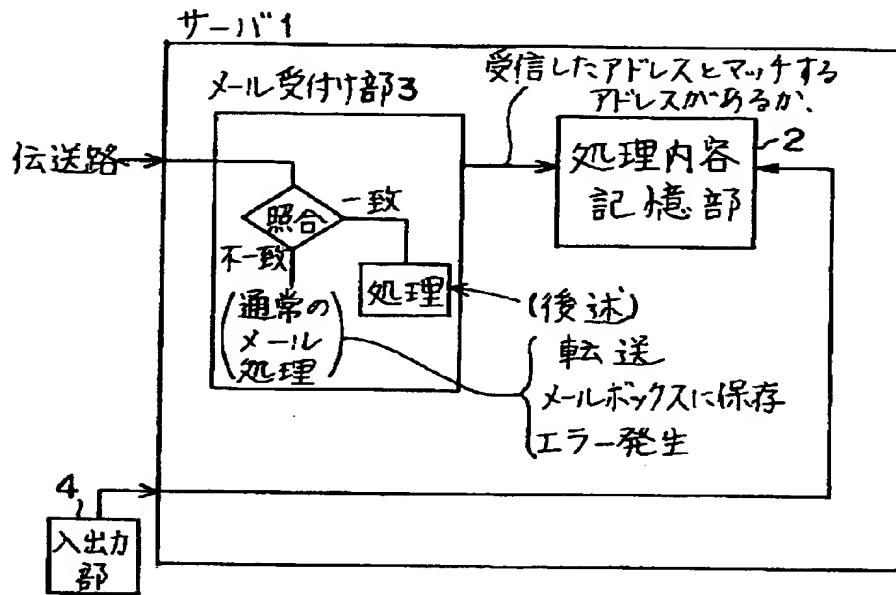 サーバ1
メール受付け部3
受信したアドレスとマッチする
アドレスがあるか.
2
処理内容
記憶部
伝送路
照合
一致
不一致
処理
(後述)
通常の
メール
処理
転送
メールボックスに保存
エラー発生
4
入出力
部